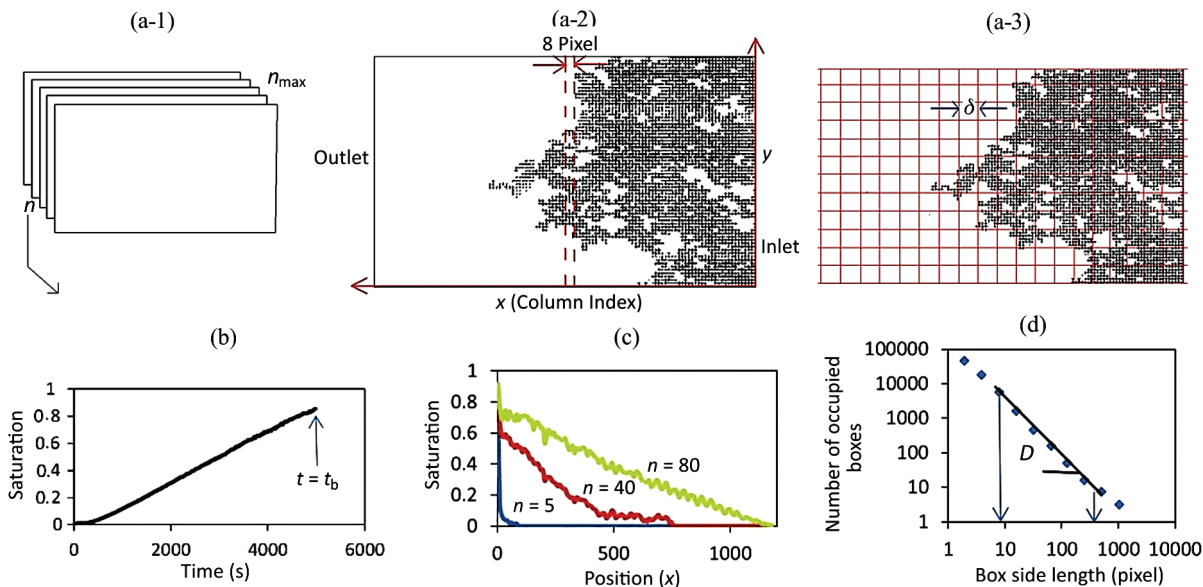 (a-1)
(a-2)
(a-3)
n_max
n
8 Pixel
Outlet
y
Inlet
x (Column Index)
δ
(b)
Saturation
1
0.8
0.6
0.4
0.2
0
t = t_b
0
2000
4000
6000
Time (s)
(c)
Saturation
1
0.8
0.6
0.4
0.2
0
n = 80
n = 40
n = 5
0
500
1000
Position (x)
(d)
Number of occupied
boxes
100000
10000
1000
100
10
1
D
1
10
100
1000
10000
Box side length (pixel)